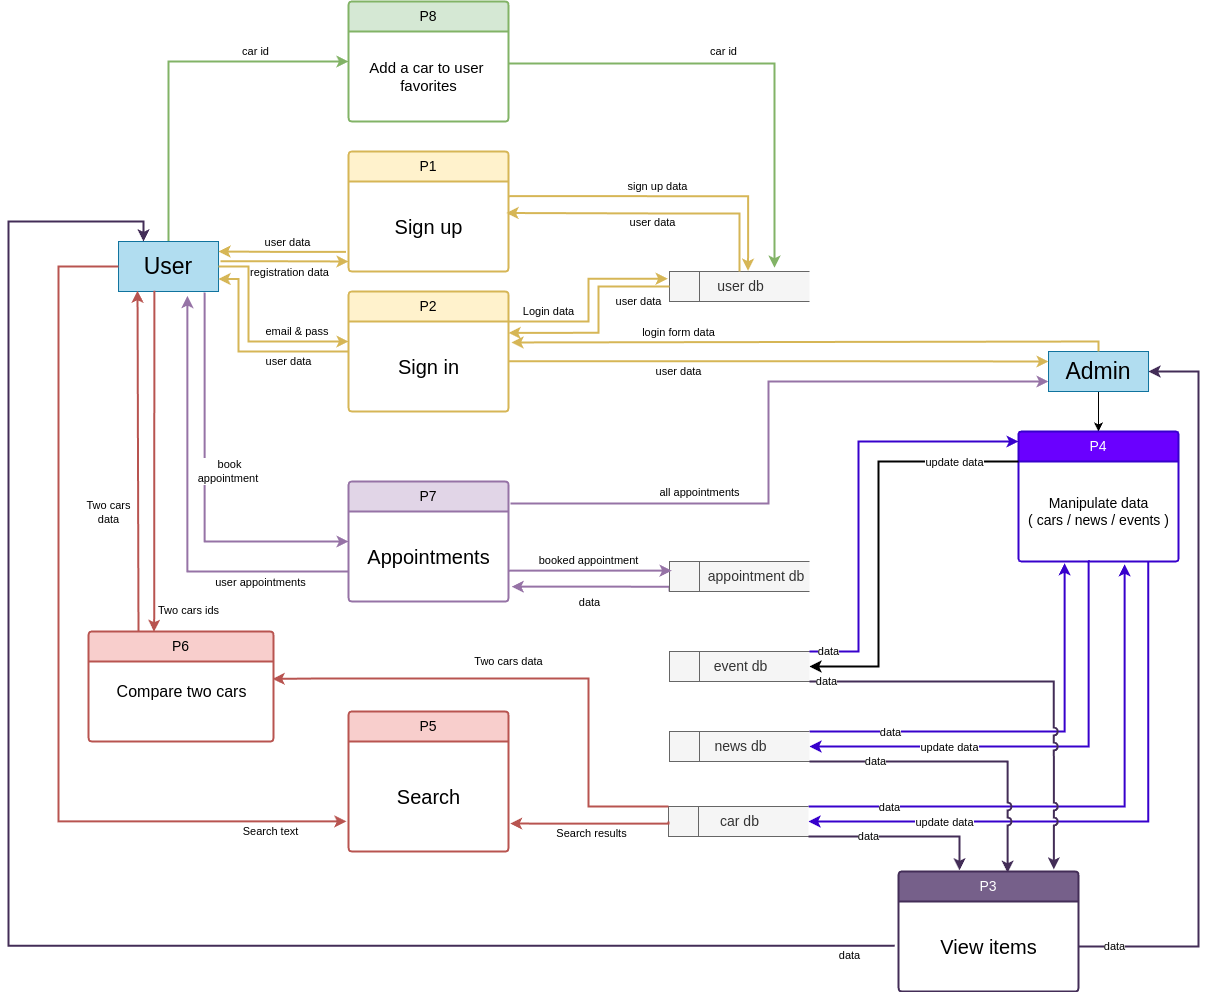 P8
car id
car id
Add a car to user
favorites
P1
sign up data
Sign up
user data
user data
registration data
User
P2
user db
Login data
user data
email & pass
login form data
user data
Sign in
user data
Admin
P4
update data
book
appointment
Two cars
data
P7
all appointments
Manipulate data
( cars / news / events )
Appointments
booked appointment
appointment db
user appointments
data
Two cars ids
P6
data
Two cars data
event db
data
Compare two cars
P5
data
news db
update data
data
Search
data
car db
update data
Search text
Search results
data
P3
View items
data
data